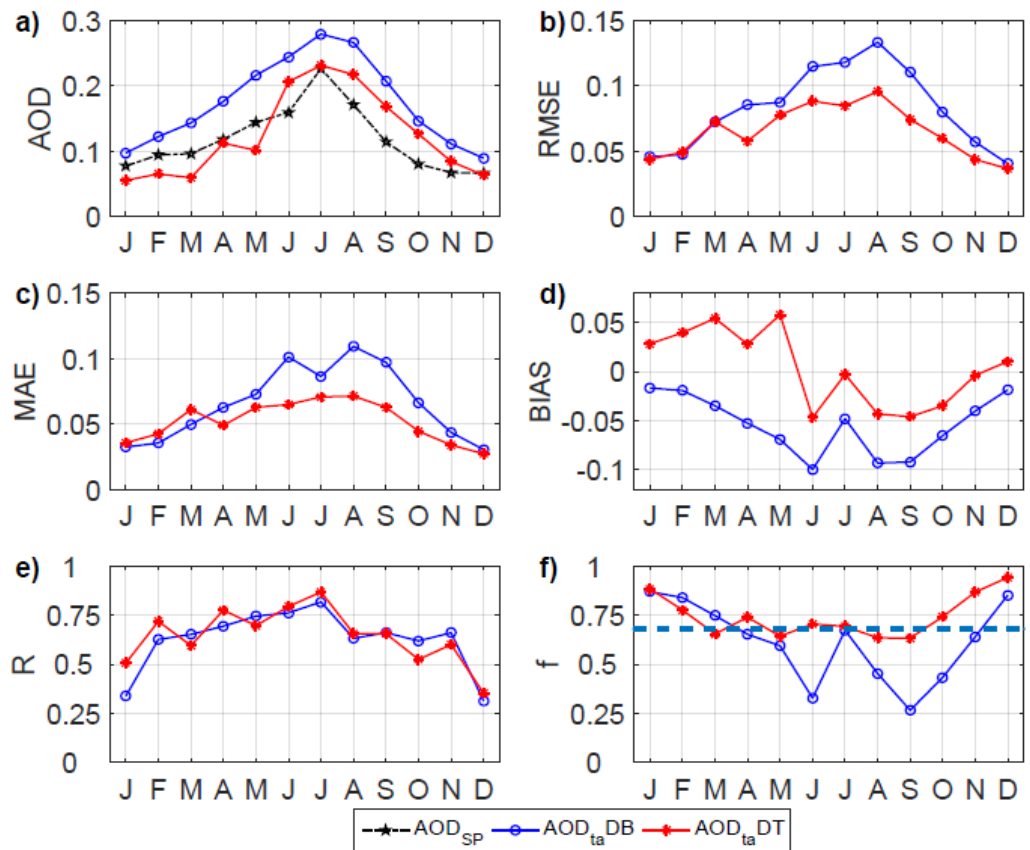 a)
AOD
0.3
0.2
0.1
0
J F M A M J J A S O N D
b)
RMSE
0.15
0.10
0.05
0
J F M A M J J A S O N D
c)
MAE
0.15
0.1
0.05
0
J F M A M J J A S O N D
d)
BIAS
0.05
0
-0.05
-0.1
J F M A M J J A S O N D
e)
R
1
0.75
0.5
0.25
0
J F M A M J J A S O N D
f)
f
1
0.75
0.5
0.25
0
J F M A M J J A S O N D
AOD_SP AOD_taDB AOD_taDT